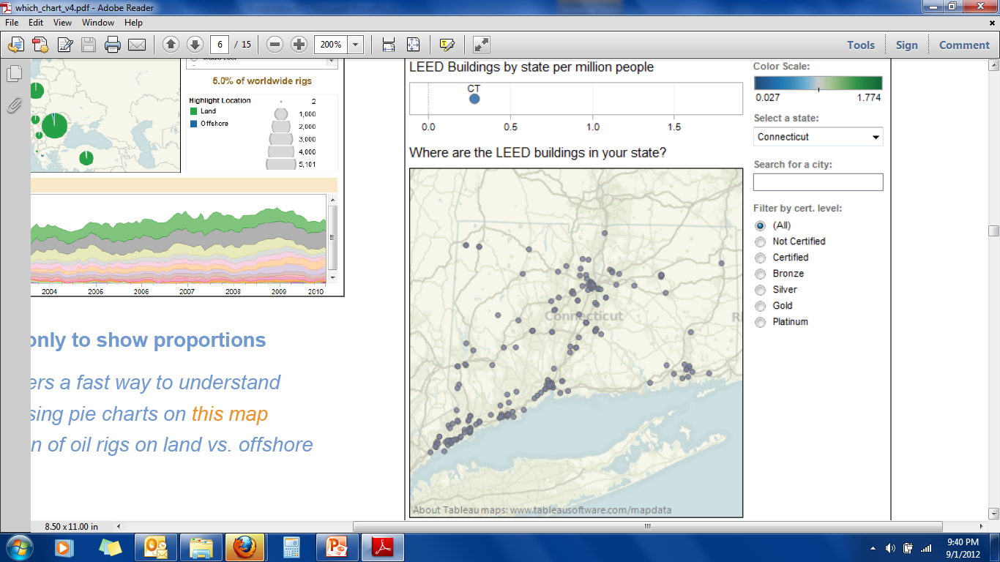 which_chart_v4.pdf - Adobe Reader
File Edit View Window Help
6 / 15
200%
Tools Sign Comment
5.0% of worldwide rigs
Highlight Location
Land
Offshore
2
1,000
2,000
3,000
4,000
5,101
2004 2005 2006 2007 2008 2009 2010
only to show proportions
ers a fast way to understand
sing pie charts on this map
n of oil rigs on land vs. offshore
LEED Buildings by state per million people
CT
0.0 0.5 1.0 1.5
Where are the LEED buildings in your state?
Connecticut
About Tableau maps: www.tableausoftware.com/mapdata
Color Scale:
0.027 1.774
Select a state:
Connecticut
Search for a city:
Filter by cert. level:
(All)
Not Certified
Certified
Bronze
Silver
Gold
Platinum
8.50 x 11.00 in
9:40 PM
9/1/2012